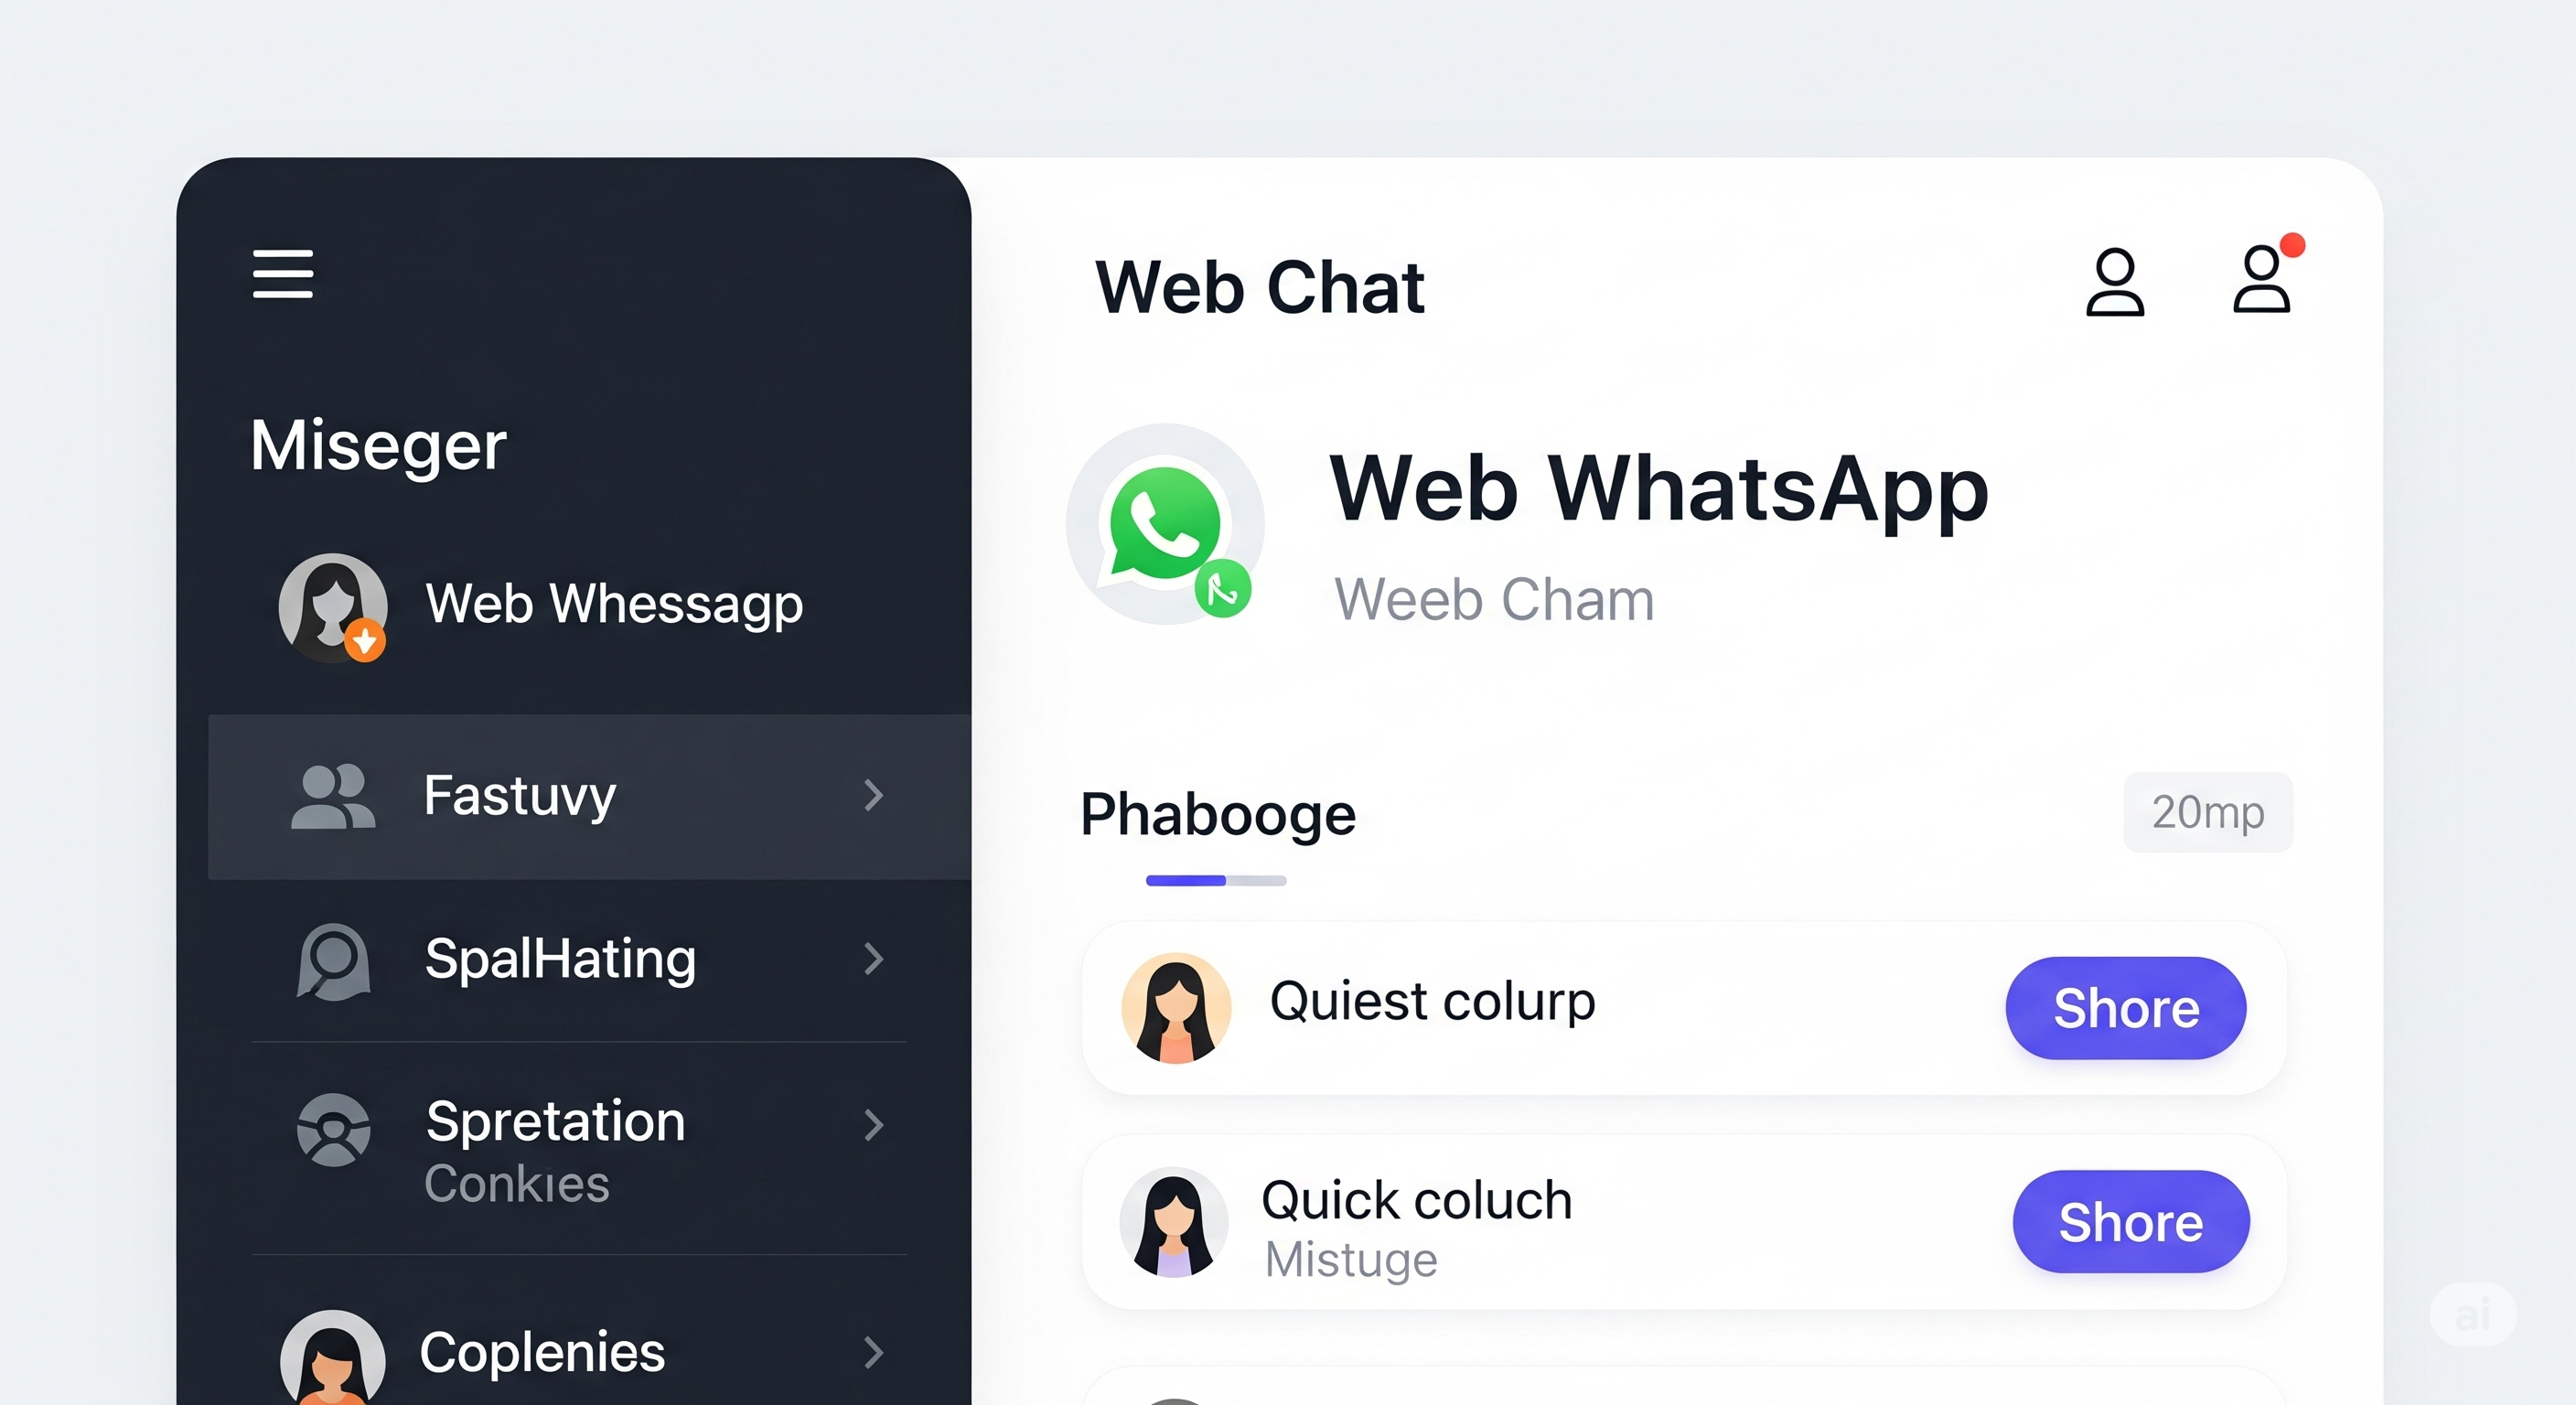 Miseger
Web Whessagp
Fastuvy
SpalHating
Spretation
Conkies
Coplenies
Web Chat
Web WhatsApp
Weeb Cham
Phabooge
20mp
Quiest colurp
Shore
Quick coluch
Mistuge
Shore
ai